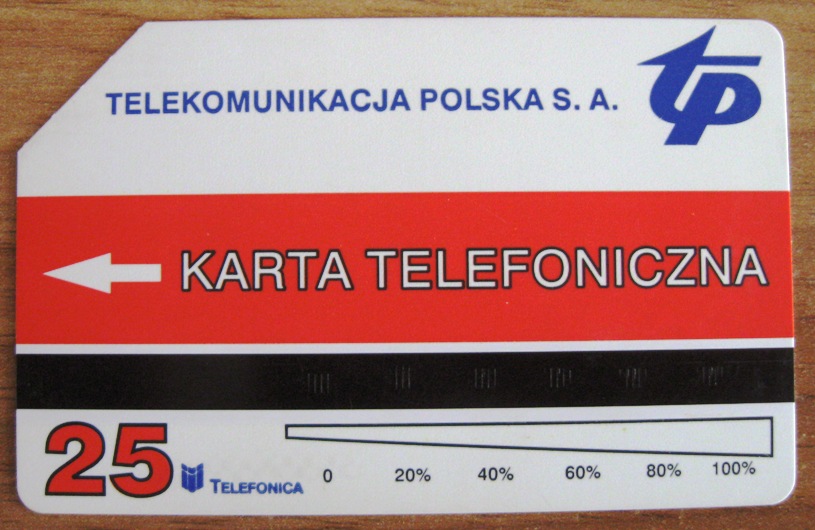 TELEKOMUNIKACJA POLSKA S. A.
tp
KARTA TELEFONICZNA
25
TELEFONICA
0 20% 40% 60% 80% 100%